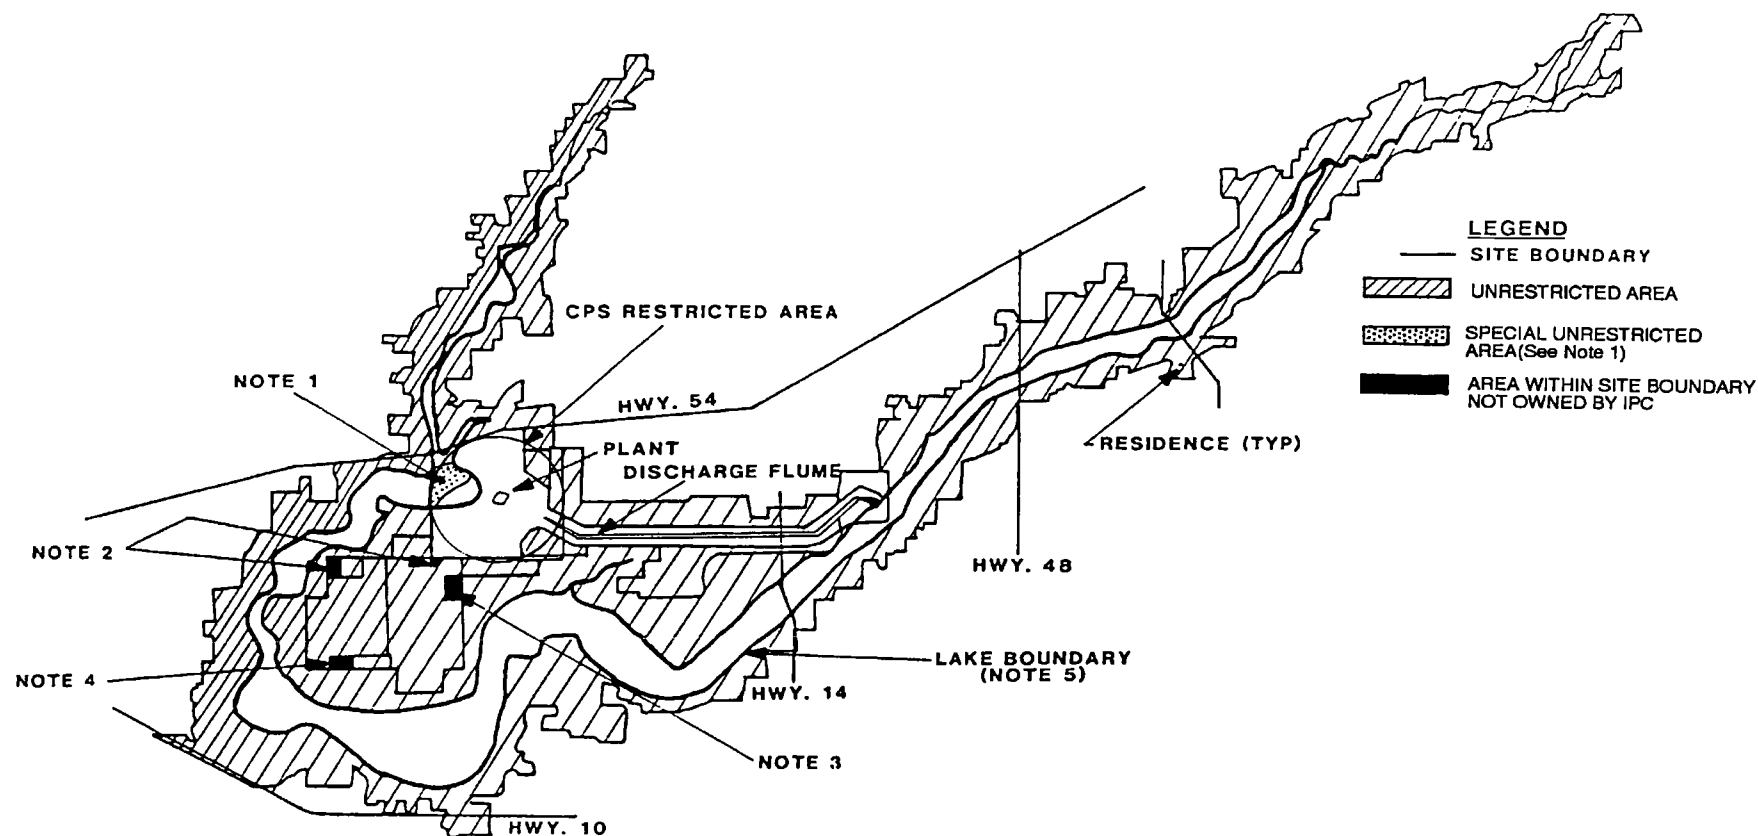 LEGEND
SITE BOUNDARY
UNRESTRICTED AREA
SPECIAL UNRESTRICTED
AREA(See Note 1)
AREA WITHIN SITE BOUNDARY
NOT OWNED BY IPC
CPS RESTRICTED AREA
NOTE 1
HWY. 54
PLANT
DISCHARGE FLUME
RESIDENCE (TYP)
NOTE 2
HWY. 48
LAKE BOUNDARY
(NOTE 5)
NOTE 4
HWY. 14
NOTE 3
HWY. 10